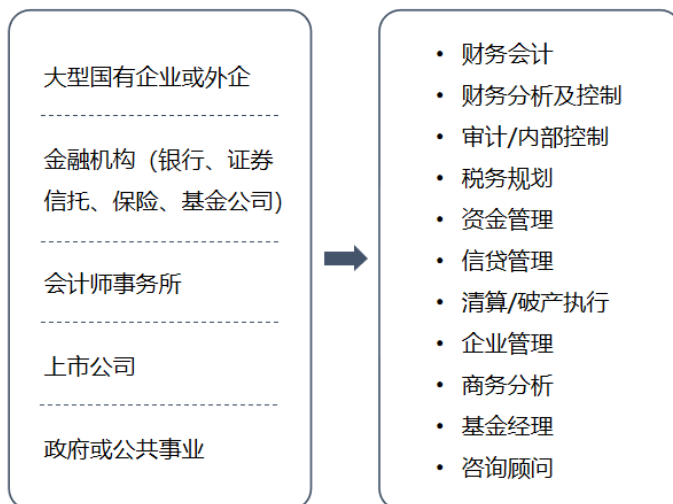 大型国有企业或外企
金融机构（银行、证券
信托、保险、基金公司)
会计师事务所
上市公司
政府或公共事业
• 财务会计
• 财务分析及控制
• 审计/内部控制
• 税务规划
• 资金管理
• 信贷管理
• 清算/破产执行
• 企业管理
• 商务分析
• 基金经理
• 咨询顾问